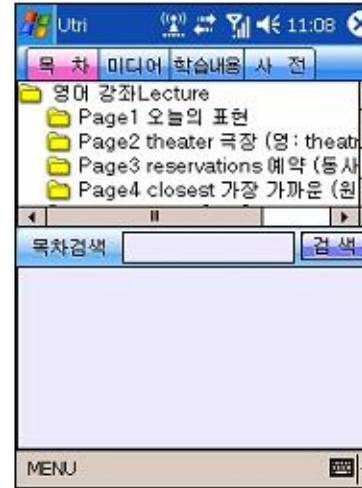 Utri 11:08
목 차 미디어 학습내용 사 전
영어 강좌Lecture
Page1 오늘의 표현
Page2 theater 극장 (영: theatr
Page3 reservations 예약 (동사
Page4 closest 가장 가까운 (원
목차검색 검 색
MENU